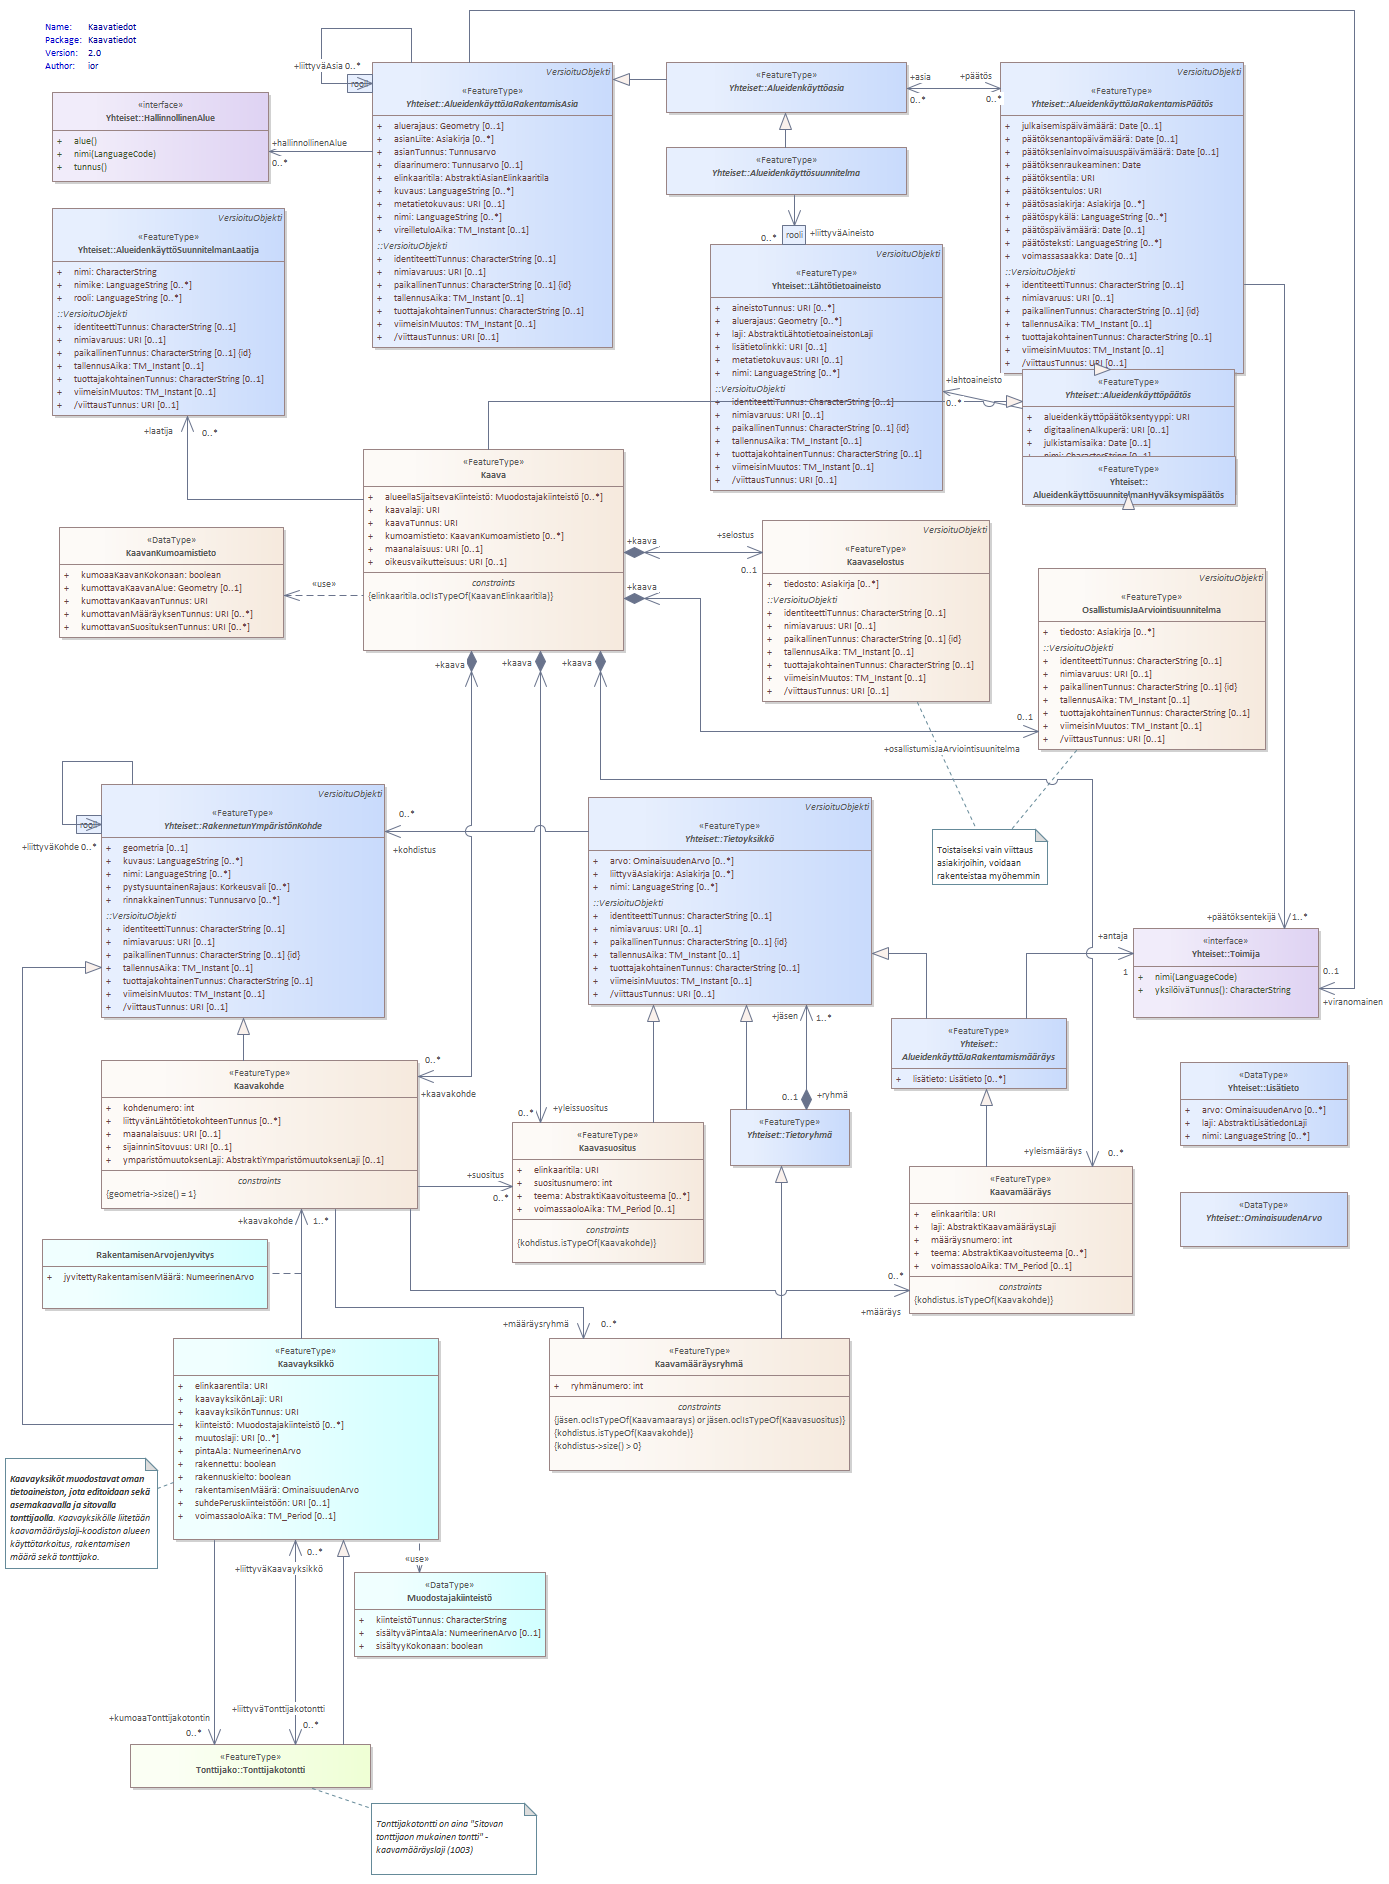 Name: Kaavatiedot
Package: Kaavatiedot
Version: 2.0
Author: ior
«interface»
Yhteiset::HallinnollinenAlue
+ alue()
+ nimi(LanguageCode)
+ tunnus()
+hallinnollinenAlue
0..*
+liittyväAsia 0..*
rooli
VersioituObjekti
«FeatureType»
Yhteiset::AlueidenkäyttöJaRakentamisAsia
+ aluerajaus: Geometry [0..1]
+ asianLiite: Asiakirja [0..*]
+ asianTunnus: Tunnusarvo
+ diaarinumero: Tunnusarvo [0..1]
+ elinkaaritila: AbstraktiAsianElinkaaritila
+ kuvaus: LanguageString [0..*]
+ metatietokuvaus: URI [0..1]
+ nimi: LanguageString [0..*]
+ vireilletuloAika: TM_Instant [0..1]
::VersioituObjekti
+ identiteettiTunnus: CharacterString [0..1]
+ nimiavaruus: URI [0..1]
+ paikallinenTunnus: CharacterString [0..1] {id}
+ tallennusAika: TM_Instant [0..1]
+ tuottajakohtainenTunnus: CharacterString [0..1]
+ viimeisinMuutos: TM_Instant [0..1]
+ /viittausTunnus: URI [0..1]
«FeatureType»
Yhteiset::Alueidenkäyttöasia
+asia
0..*
+päätös
0..*
«FeatureType»
Yhteiset::Alueidenkäyttösuunnitelma
0..*
rooli
+liittyväAineisto
VersioituObjekti
«FeatureType»
Yhteiset::AlueidenkäyttöJaRakentamisPäätös
+ julkaisemispäivämäärä: Date [0..1]
+ päätöksenantopäivämäärä: Date [0..1]
+ päätöksenlainvoimaisuuspäivämäärä: Date [0..1]
+ päätöksenraukeaminen: Date
+ päätöksentila: URI
+ päätöksentulos: URI
+ päätösasiakirja: Asiakirja [0..*]
+ päätöspykälä: LanguageString [0..*]
+ päätöspäivämäärä: Date [0..1]
+ päätösteksti: LanguageString [0..*]
+ voimassasaakka: Date [0..1]
::VersioituObjekti
+ identiteettiTunnus: CharacterString [0..1]
+ nimiavaruus: URI [0..1]
+ paikallinenTunnus: CharacterString [0..1] {id}
+ tallennusAika: TM_Instant [0..1]
+ tuottajakohtainenTunnus: CharacterString [0..1]
+ viimeisinMuutos: TM_Instant [0..1]
+ /viittausTunnus: URI [0..1]
VersioituObjekti
«FeatureType»
Yhteiset::AlueidenkäyttöSuunnitelmanLaatija
+ nimi: CharacterString
+ nimike: LanguageString [0..*]
+ rooli: LanguageString [0..*]
::VersioituObjekti
+ identiteettiTunnus: CharacterString [0..1]
+ nimiavaruus: URI [0..1]
+ paikallinenTunnus: CharacterString [0..1] {id}
+ tallennusAika: TM_Instant [0..1]
+ tuottajakohtainenTunnus: CharacterString [0..1]
+ viimeisinMuutos: TM_Instant [0..1]
+ /viittausTunnus: URI [0..1]
+laatija
0..*
VersioituObjekti
«FeatureType»
Yhteiset::Lähtötietoaineisto
+ aineistoTunnus: URI [0..*]
+ aluerajaus: Geometry [0..*]
+ laji: AbstraktiLähtotietoaineistonLaji
+ lisätietolinkki: URI [0..1]
+ metatietokuvaus: URI [0..1]
+ nimi: LanguageString [0..*]
::VersioituObjekti
+ identiteettiTunnus: CharacterString [0..1]
+ nimiavaruus: URI [0..1]
+ paikallinenTunnus: CharacterString [0..1] {id}
+ tallennusAika: TM_Instant [0..1]
+ tuottajakohtainenTunnus: CharacterString [0..1]
+ viimeisinMuutos: TM_Instant [0..1]
+ /viittausTunnus: URI [0..1]
+lahtoaineisto
0..*
«FeatureType»
Yhteiset::Alueidenkäyttöpäätös
+ alueidenkäyttöpäätöksentyyppi: URI
+ digitaalinenAlkuperä: URI [0..1]
+ julkistamisaika: Date [0..1]
+ nimi: CharacterString
«FeatureType»
Yhteiset::
AlueidenkäyttösuunnitelmanHyväksymispäätös
«FeatureType»
Kaava
+ alueellaSijaitsevaKiinteistö: Muodostajakiinteistö [0..*]
+ kaavalaji: URI
+ kaavaTunnus: URI
+ kumoamistieto: KaavanKumoamistieto [0..*]
+ maanalaisuus: URI [0..1]
+ oikeusvaikutteisuus: URI [0..1]
constraints
{elinkaaritila.oclIsTypeOf(KaavanElinkaaritila)}
«DataType»
KaavanKumoamistieto
+ kumoaaKaavanKokonaan: boolean
+ kumottavaKaavanAlue: Geometry [0..1]
+ kumottavanKaavanTunnus: URI
+ kumottavanMääräyksenTunnus: URI [0..*]
+ kumottavanSuosituksenTunnus: URI [0..*]
«use»
+kaava
+selostus
0..1
+kaava
VersioituObjekti
«FeatureType»
Kaavaselostus
+ tiedosto: Asiakirja [0..*]
::VersioituObjekti
+ identiteettiTunnus: CharacterString [0..1]
+ nimiavaruus: URI [0..1]
+ paikallinenTunnus: CharacterString [0..1] {id}
+ tallennusAika: TM_Instant [0..1]
+ tuottajakohtainenTunnus: CharacterString [0..1]
+ viimeisinMuutos: TM_Instant [0..1]
+ /viittausTunnus: URI [0..1]
VersioituObjekti
«FeatureType»
OsallistumisJaArviointisuunnitelma
+ tiedosto: Asiakirja [0..*]
::VersioituObjekti
+ identiteettiTunnus: CharacterString [0..1]
+ nimiavaruus: URI [0..1]
+ paikallinenTunnus: CharacterString [0..1] {id}
+ tallennusAika: TM_Instant [0..1]
+ tuottajakohtainenTunnus: CharacterString [0..1]
+ viimeisinMuutos: TM_Instant [0..1]
+ /viittausTunnus: URI [0..1]
0..1
+osallistumisJaArviointisuunitelma
+kaava
+kaava
+kaava
Toistaiseksi vain viittaus
asiakirjoihin, voidaan
rakenteistaa myöhemmin
rooli
+liittyväKohde 0..*
VersioituObjekti
«FeatureType»
Yhteiset::RakennetunYmpäristönKohde
+ geometria [0..1]
+ kuvaus: LanguageString [0..*]
+ nimi: LanguageString [0..*]
+ pystysuuntainenRajaus: Korkeusvali [0..*]
+ rinnakkainenTunnus: Tunnusarvo [0..*]
::VersioituObjekti
+ identiteettiTunnus: CharacterString [0..1]
+ nimiavaruus: URI [0..1]
+ paikallinenTunnus: CharacterString [0..1] {id}
+ tallennusAika: TM_Instant [0..1]
+ tuottajakohtainenTunnus: CharacterString [0..1]
+ viimeisinMuutos: TM_Instant [0..1]
+ /viittausTunnus: URI [0..1]
0..*
+kohdistus
VersioituObjekti
«FeatureType»
Yhteiset::Tietoyksikkö
+ arvo: OminaisuudenArvo [0..*]
+ liittyväAsiakirja: Asiakirja [0..*]
+ nimi: LanguageString [0..*]
::VersioituObjekti
+ identiteettiTunnus: CharacterString [0..1]
+ nimiavaruus: URI [0..1]
+ paikallinenTunnus: CharacterString [0..1] {id}
+ tallennusAika: TM_Instant [0..1]
+ tuottajakohtainenTunnus: CharacterString [0..1]
+ viimeisinMuutos: TM_Instant [0..1]
+ /viittausTunnus: URI [0..1]
+päätöksentekijä
1..*
+antaja
1
«interface»
Yhteiset::Toimija
+ nimi(LanguageCode)
+ yksilöiväTunnus(): CharacterString
0..1
+viranomainen
+jäsen
1..*
0..1
+ryhmä
«FeatureType»
Yhteiset::
AlueidenkäyttöJaRakentamismääräys
+ lisätieto: Lisätieto [0..*]
«FeatureType»
Kaavakohde
+ kohdenumero: int
+ liittyvänLähtötietokohteenTunnus [0..*]
+ maanalaisuus: URI [0..1]
+ sijainninSitovuus: URI [0..1]
+ ympäristömuutoksenLaji: AbstraktiYmparistömuutoksenLaji [0..1]
constraints
{geometria->size() = 1}
0..*
+kaavakohde
0..*
+yleissuositus
«FeatureType»
Kaavasuositus
+ elinkaaritila: URI
+ suositusnumero: int
+ teema: AbstraktiKaavoitusteema [0..*]
+ voimassaoloAika: TM_Period [0..1]
constraints
{kohdistus.isTypeOf(Kaavakohde)}
+suositus
0..*
«FeatureType»
Yhteiset::Tietoryhmä
«DataType»
Yhteiset::Lisätieto
+ arvo: OminaisuudenArvo [0..*]
+ laji: AbstraktiLisätiedonLaji
+ nimi: LanguageString [0..*]
+yleismääräys
0..*
«FeatureType»
Kaavamääräys
+ elinkaaritila: URI
+ laji: AbstraktiKaavamääräysLaji
+ määräysnumero: int
+ teema: AbstraktiKaavoitusteema [0..*]
+ voimassaoloAika: TM_Period [0..1]
constraints
{kohdistus.isTypeOf(Kaavakohde)}
«DataType»
Yhteiset::OminaisuudenArvo
+kaavakohde
1..*
RakentamisenArvojenJyvitys
+ jyvitettyRakentamisenMäärä: NumeerinenArvo
0..*
+määräys
+määräysryhmä
0..*
«FeatureType»
Kaavamääräysryhmä
+ ryhmänumero: int
constraints
{jäsen.oclIsTypeOf(Kaavamaarays) or jäsen.oclIsTypeOf(Kaavasuositus)}
{kohdistus.isTypeOf(Kaavakohde)}
{kohdistus->size() > 0}
«FeatureType»
Kaavayksikkö
+ elinkaarentila: URI
+ kaavayksikönLaji: URI
+ kaavayksikönTunnus: URI
+ kiinteistö: Muodostajakiinteistö [0..*]
+ muutoslaji: URI [0..*]
+ pintaAla: NumeerinenArvo
+ rakennettu: boolean
+ rakennuskielto: boolean
+ rakentamisenMäärä: OminaisuudenArvo
+ suhdePeruskiinteistöön: URI [0..1]
+ voimassaoloAika: TM_Period [0..1]
Kaavayksiköt muodostavat oman
tietoaineiston, jota editoidaan sekä
asemakaavalla ja sitovalla
tonttijaolla. Kaavayksikölle liitetään
kaavamääräyslaji-koodiston alueen
käyttötarkoitus, rakentamisen
määrä sekä tonttijako.
0..*
+liittyväKaavayksikkö
«use»
«DataType»
Muodostajakiinteistö
+ kiinteistöTunnus: CharacterString
+ sisältyväPintaAla: NumeerinenArvo [0..1]
+ sisältyyKokonaan: boolean
+kumoaaTonttijakotontin
0..*
+liittyväTonttijakotontti
0..*
«FeatureType»
Tonttijako::Tonttijakotontti
Tonttijakotontti on aina "Sitovan
tonttijaon mukainen tontti" -
kaavamääräyslaji (1003)